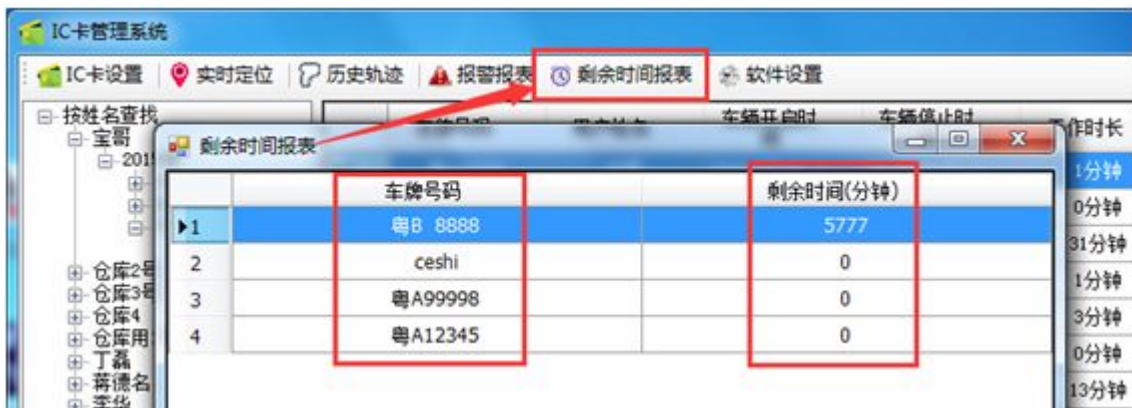 IC卡管理系统
IC卡设置 实时定位 历史轨迹 报警报表 剩余时间报表 软件设置
按姓名查找
宝哥
201
车辆开启时 车辆停止时 作时长
剩余时间报表
1分钟
车牌号码 剩余时间(分钟)
0分钟
1 粤B 8888 5777
31分钟
2 ceshi 0
仓库2号
1分钟
仓库3号
3 粤A99998 0
仓库4
3分钟
仓库用
4 粤A12345 0
0分钟
丁磊
蒋德名
13分钟
李华